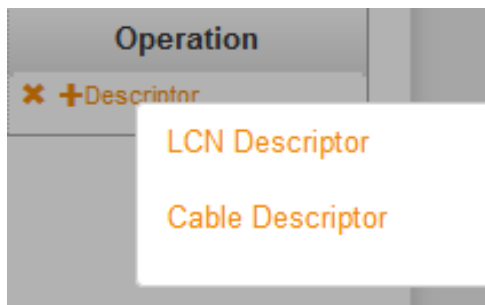 Operation
✖ +Descriptor
LCN Descriptor
Cable Descriptor